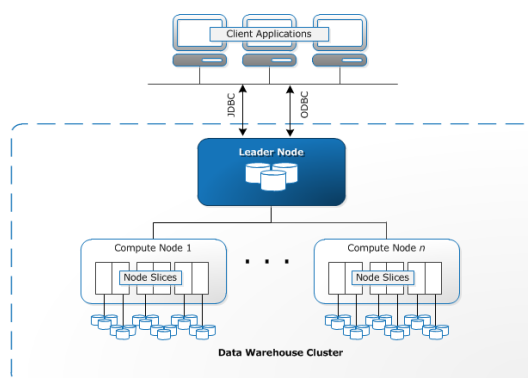 Client Applications
JDBC
ODBC
Leader Node
Compute Node 1
Node Slices
. . .
Compute Node n
Node Slices
Data Warehouse Cluster